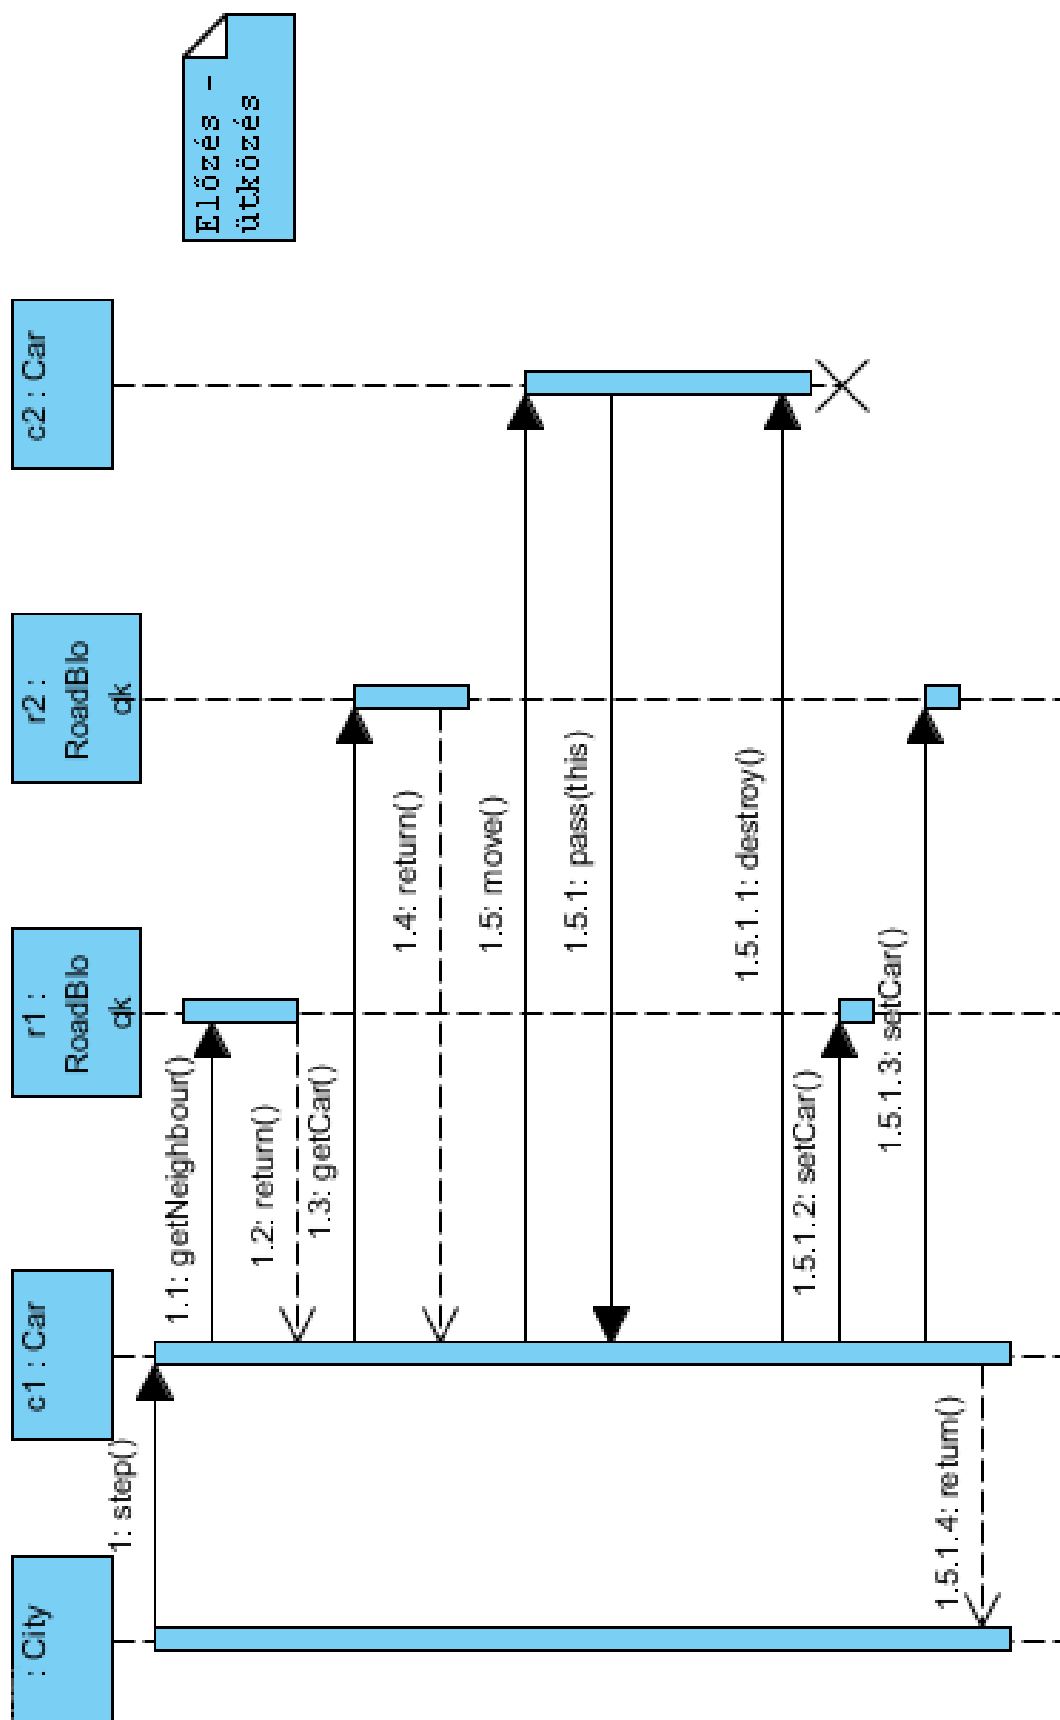 : City
c1 : Car
r1 :
RoadBlo
qk
r2 :
RoadBlo
qk
c2 : Car
Előzés -
ütközés
1: step()
1.1: getNeighbour()
1.2: return()
1.3: getCar()
1.4: return()
1.5: move()
1.5.1: pass(this)
1.5.1.1: destroy()
1.5.1.2: setCar()
1.5.1.3: setCar()
1.5.1.4: return()